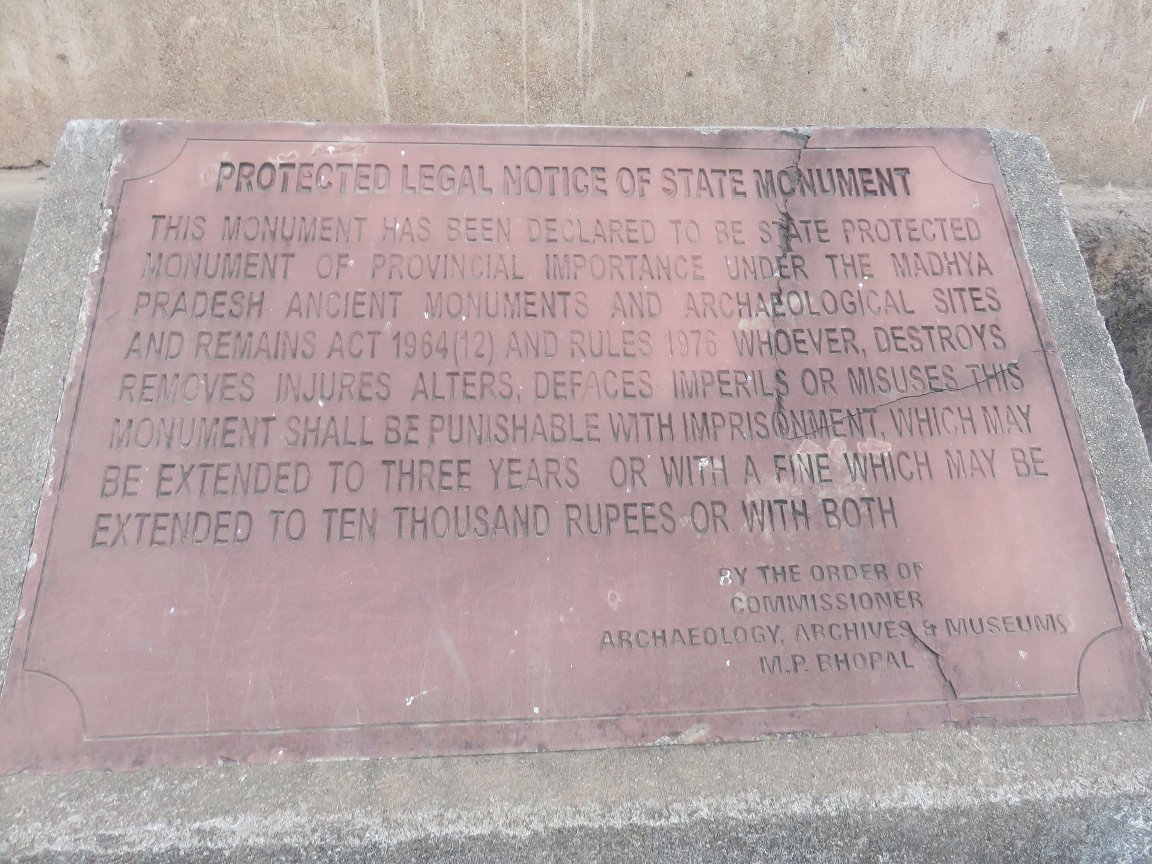 PROTECTED LEGAL NOTICE OF STATE MONUMENT
THIS MONUMENT HAS BEEN DECLARED TO BE STATE PROTECTED
MONUMENT OF PROVINCIAL IMPORTANCE UNDER THE MADHYA
PRADESH ANCIENT MONUMENTS AND ARCHAEOLOGICAL SITES
AND REMAINS ACT 1964(12) AND RULES 1976 WHOEVER, DESTROYS
REMOVES INJURES ALTERS, DEFACES IMPERILS OR MISUSES THIS
MONUMENT SHALL BE PUNISHABLE WITH IMPRISONMENT, WHICH MAY
BE EXTENDED TO THREE YEARS OR WITH A FINE WHICH MAY BE
EXTENDED TO TEN THOUSAND RUPEES OR WITH BOTH
BY THE ORDER OF
COMMISSIONER
ARCHAEOLOGY, ARCHIVES & MUSEUMS
M.P. BHOPAL